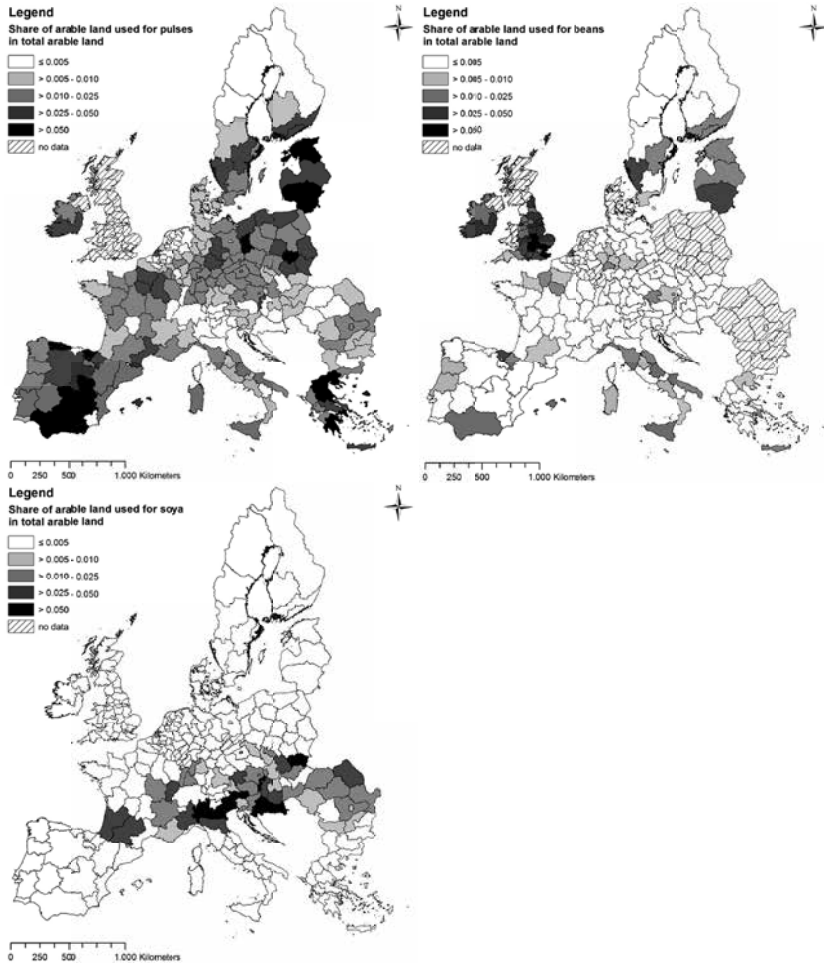 Legend
Share of arable land used for pulses
in total arable land
≤ 0.005
> 0.005 - 0.010
> 0.010 - 0.025
> 0.025 - 0.050
> 0.050
no data
N
0 250 500 1.000 Kilometers
Legend
Share of arable land used for beans
in total arable land
≤ 0.005
> 0.005 - 0.010
> 0.010 - 0.025
> 0.025 - 0.050
> 0.050
no data
N
0 250 500 1.000 Kilometers
Legend
Share of arable land used for soya
in total arable land
≤ 0.005
> 0.005 - 0.010
> 0.010 - 0.025
> 0.025 - 0.050
> 0.050
no data
N
0 250 500 1.000 Kilometers